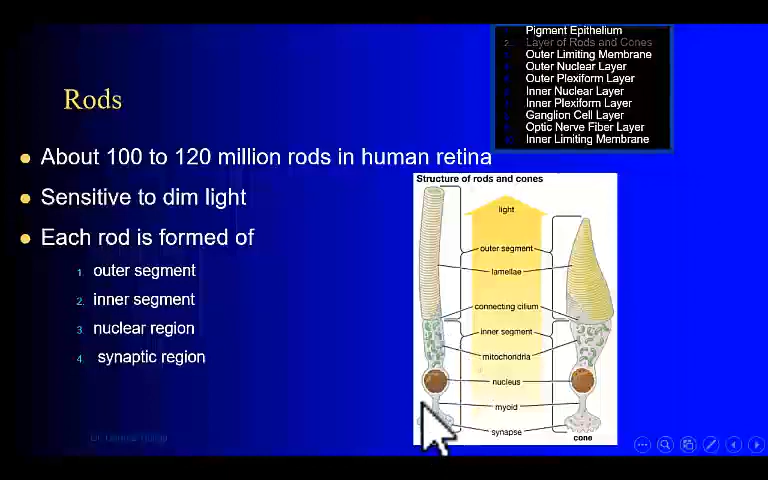 Pigment Epithelium
2. Layer of Rods and Cones
Outer Limiting Membrane
Outer Nuclear Layer
Outer Plexiform Layer
Inner Nuclear Layer
Inner Plexiform Layer
Ganglion Cell Layer
Optic Nerve Fiber Layer
Inner Limiting Membrane
Rods
About 100 to 120 million rods in human retina
Sensitive to dim light
Each rod is formed of
1. outer segment
2. inner segment
3. nuclear region
4. synaptic region
Structure of rods and cones
light
outer segment
lamellae
connecting cilium
inner segment
mitochondria
nucleus
myoid
synapse
cone